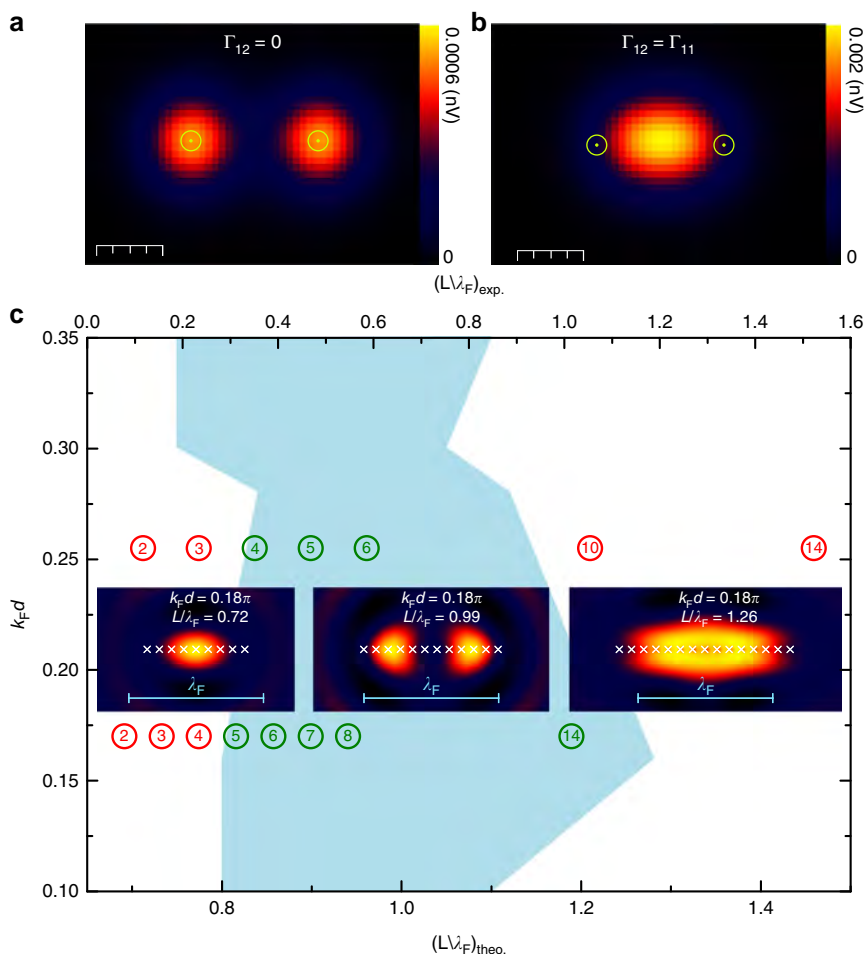 a
Γ12 = 0
0.0006 (nV)
0
b
Γ12 = Γ11
0.002 (nV)
0
(L\λF)exp.
c
0.0 0.2 0.4 0.6 0.8 1.0 1.2 1.4 1.6
0.35
0.30
0.25
0.20
0.15
0.10
kFd
2 3 4 5 6 10 14
kFd = 0.18π
L/λF = 0.72
λF
kFd = 0.18π
L/λF = 0.99
λF
kFd = 0.18π
L/λF = 1.26
λF
2 3 4 5 6 7 8 14
0.8 1.0 1.2 1.4
(L\λF)theo.